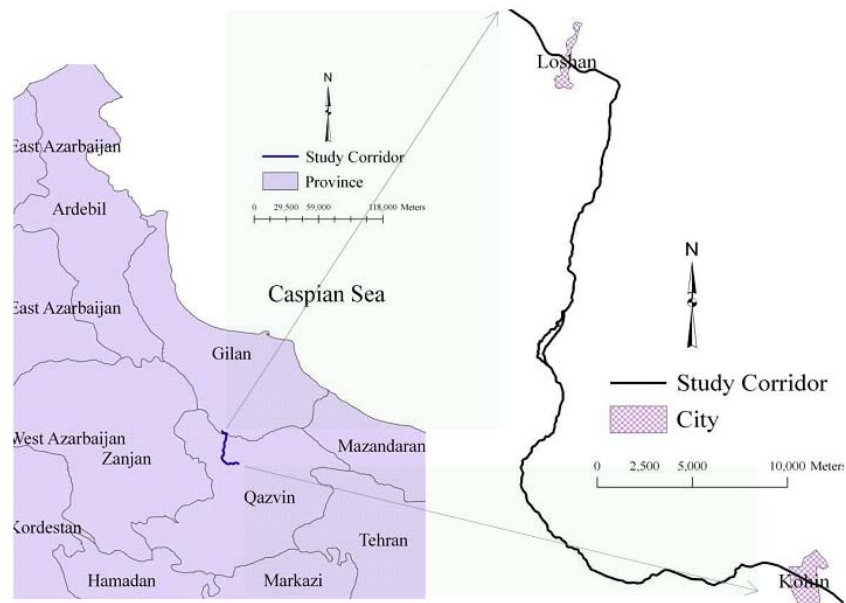 East Azarbaijan
Ardebil
East Azarbaijan
Gilan
West Azarbaijan
Zanjan
Mazandaran
Qazvin
Kordestan
Tehran
Hamadan
Markazi
Caspian Sea
N
Study Corridor
Province
0 29,500 59,000 118,000 Meters
Loshan
N
Study Corridor
City
0 2,500 5,000 10,000 Meters
Kohin